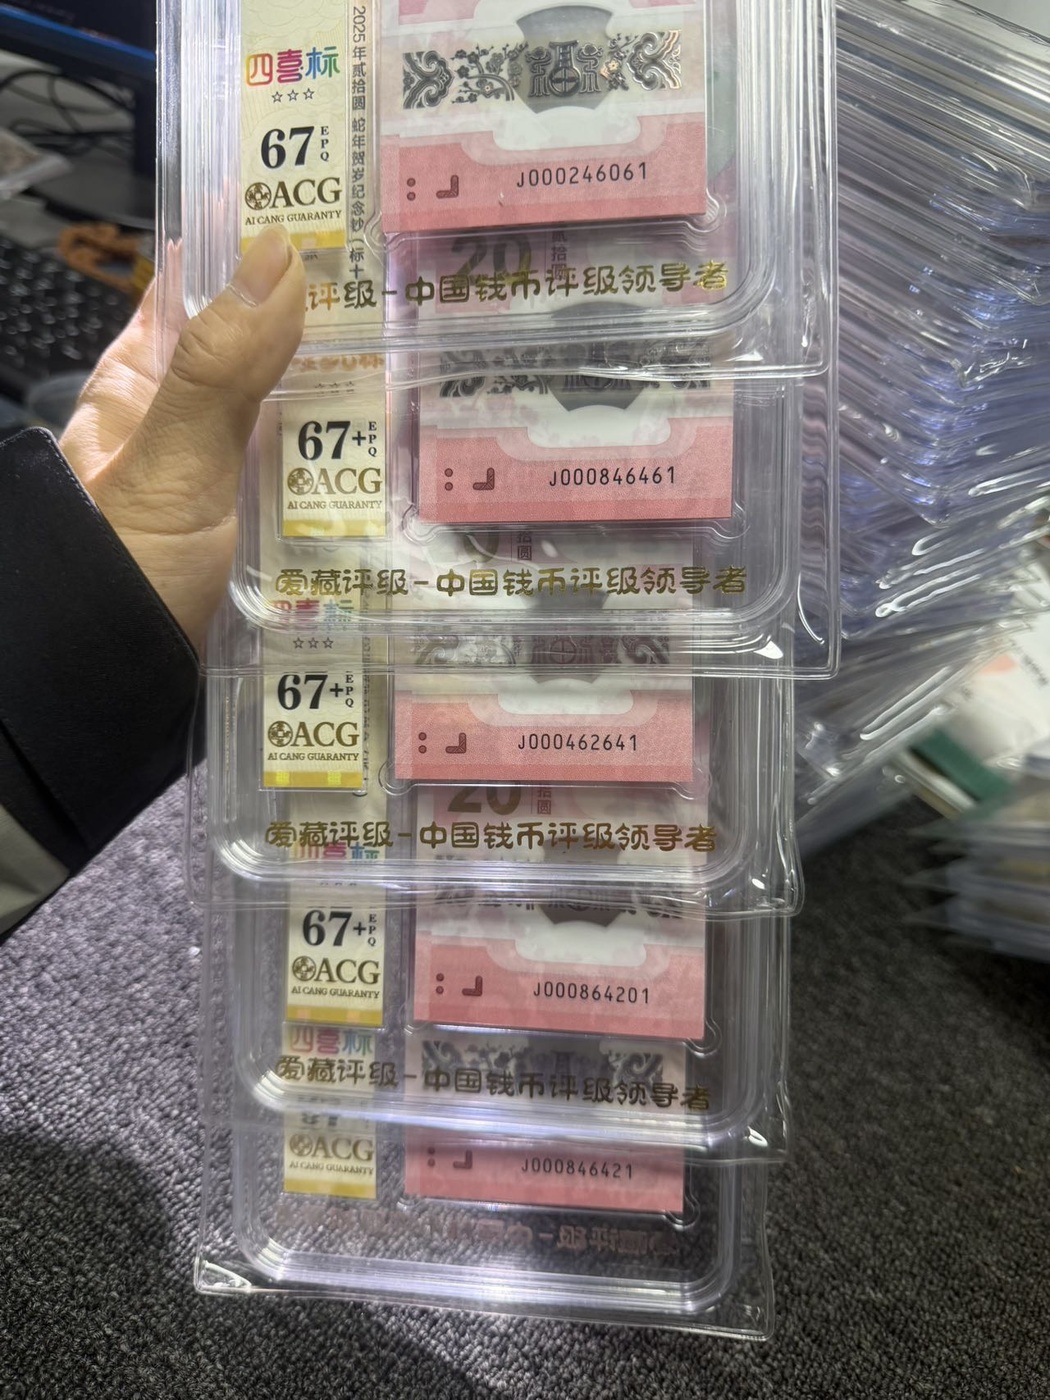 四喜标
☆☆☆
67 EPQ
ACG
AI CANG GUARANTY
2025年贰拾圆 蛇年贺岁纪念钞(标十
J000246061
20
贰拾圆
评级-中国钱币评级领导者
67+ EPQ
ACG
AI CANG GUARANTY
J000846461
拾圆
爱藏评级-中国钱币评级领导者
四喜标
☆☆☆
67+ EPQ
ACG
AI CANG GUARANTY
J000462641
20
拾圆
爱藏评级-中国钱币评级领导者
67+ EPQ
ACG
AI CANG GUARANTY
J000864201
四喜标
爱藏评级-中国钱币评级领导者
ACG
AI CANG GUARANTY
J000846421